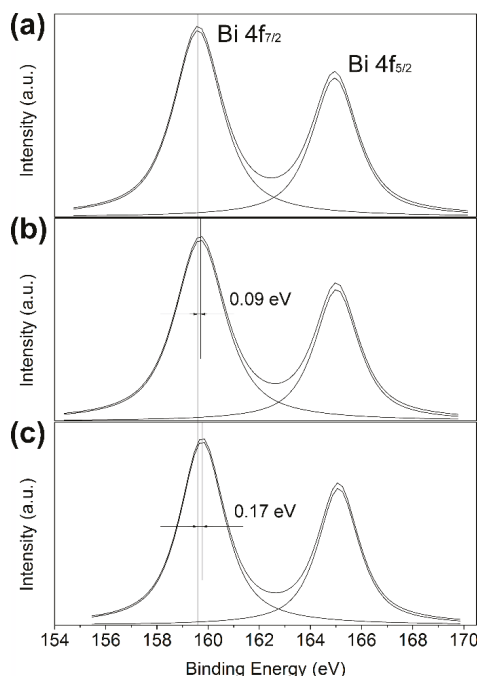 (a)
Bi 4f7/2
Bi 4f5/2
Intensity (a.u.)
(b)
0.09 eV
Intensity (a.u.)
(c)
0.17 eV
Intensity (a.u.)
154 156 158 160 162 164 166 168 170
Binding Energy (eV)